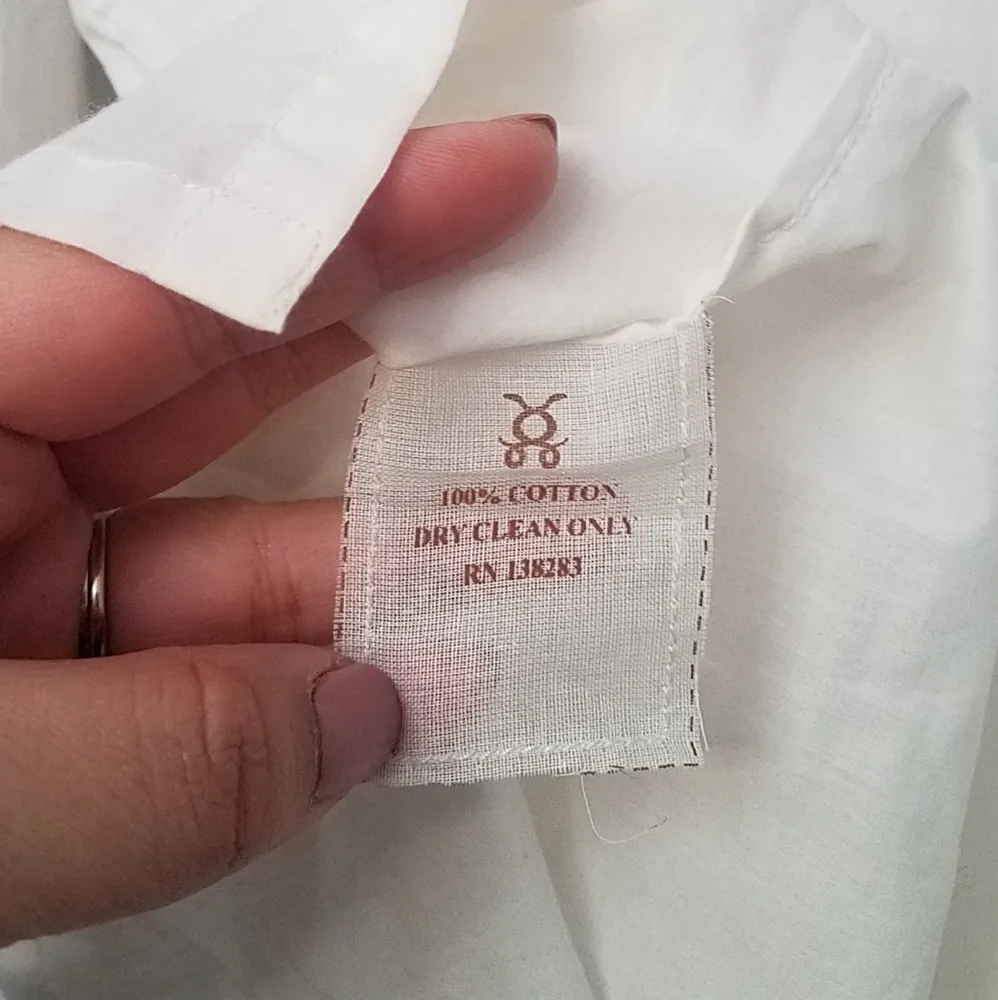 100% COTTON
DRY CLEAN ONLY
RN 138283